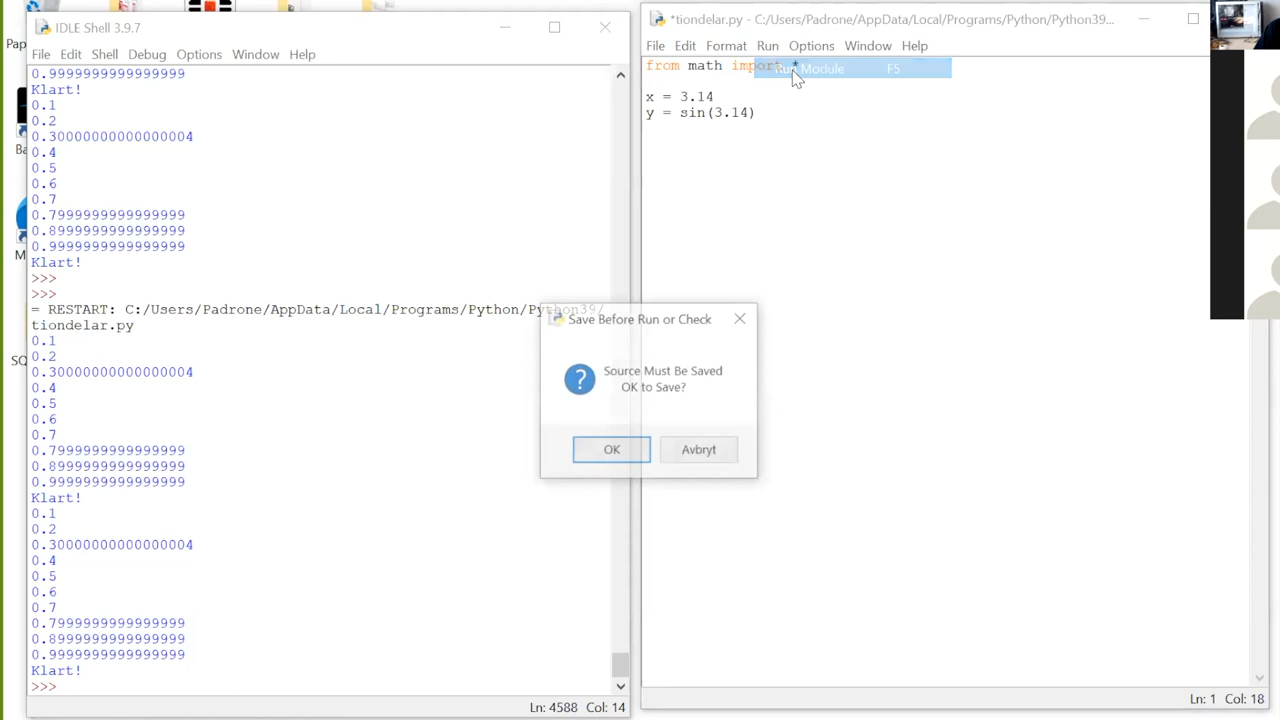 Pap
Ba
M
SQ
IDLE Shell 3.9.7
File Edit Shell Debug Options Window Help
0.9999999999999999
Klart!
0.1
0.2
0.30000000000000004
0.4
0.5
0.6
0.7
0.7999999999999999
0.8999999999999999
0.9999999999999999
Klart!
>>>
>>>
= RESTART: C:/Users/Padrone/AppData/Local/Programs/Python/Python39/
tiondelar.py
0.1
0.2
0.30000000000000004
0.4
0.5
0.6
0.7
0.7999999999999999
0.8999999999999999
0.9999999999999999
Klart!
0.1
0.2
0.30000000000000004
0.4
0.5
0.6
0.7
0.7999999999999999
0.8999999999999999
0.9999999999999999
Klart!
>>>
Ln: 4588 Col: 14
*tiondelar.py - C:/Users/Padrone/AppData/Local/Programs/Python/Python39...
File Edit Format Run Options Window Help
from math import *
Run Module F5
x = 3.14
y = sin(3.14)
Ln: 1 Col: 18
Save Before Run or Check
Source Must Be Saved
OK to Save?
OK
Avbryt